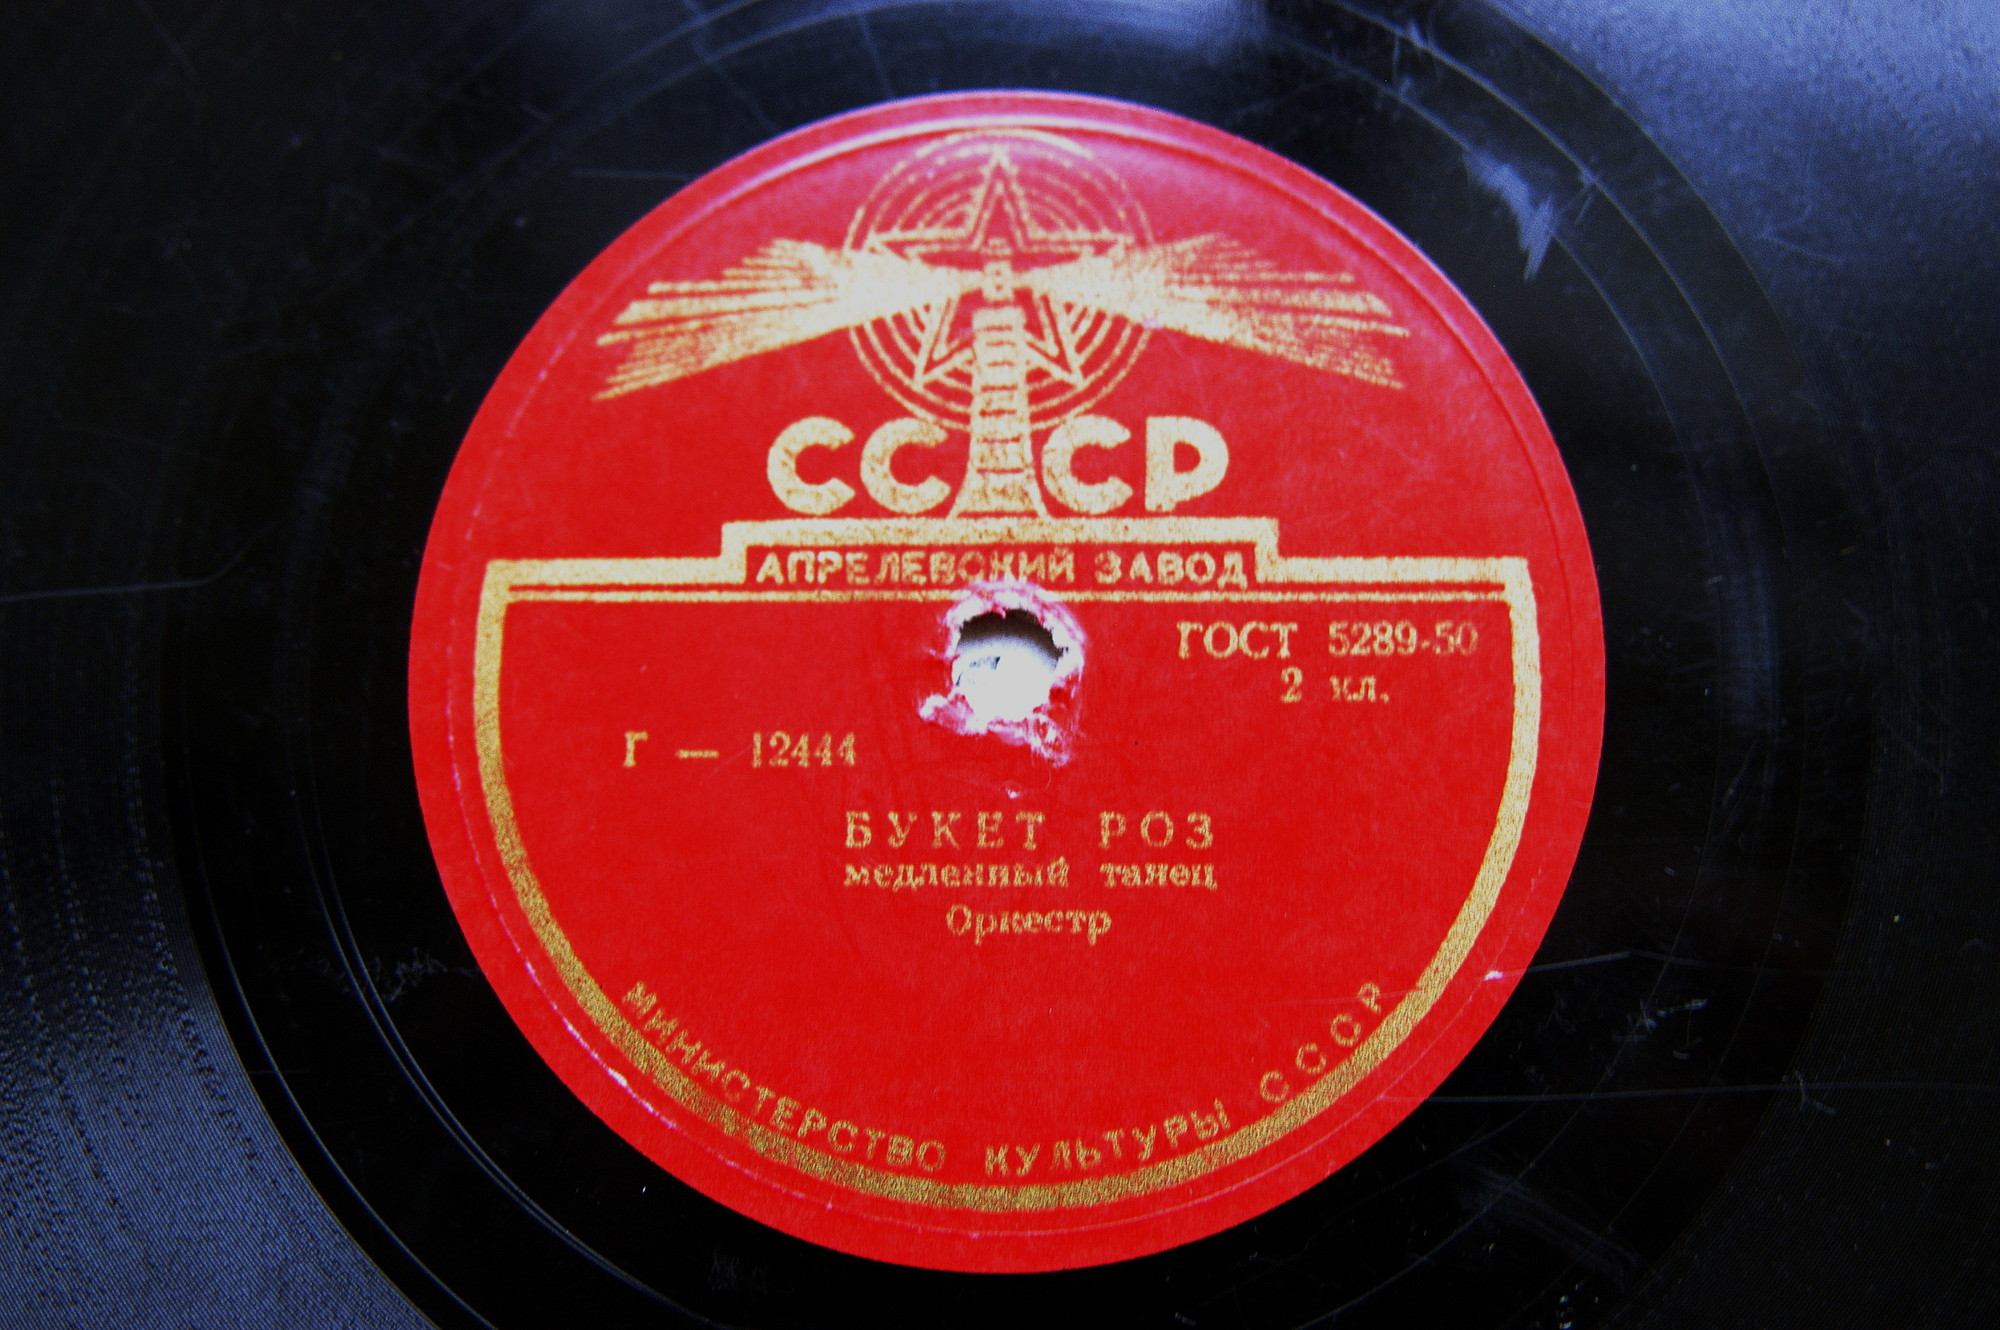 СССР
АПРЕЛЕВСКИЙ ЗАВОД
ГОСТ 5289-50
2 кл.
Г — 12444
БУКЕТ РОЗ
медленный танец
Оркестр
МИНИСТЕРСТВО КУЛЬТУРЫ СССР